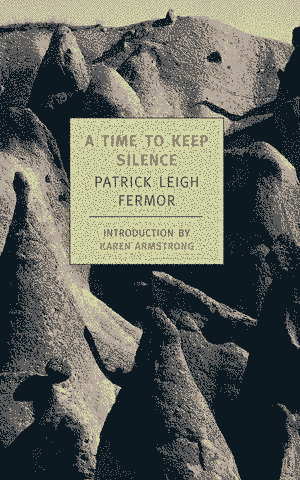 A TIME TO KEEP
SILENCE
PATRICK LEIGH
FERMOR
INTRODUCTION BY
KAREN ARMSTRONG